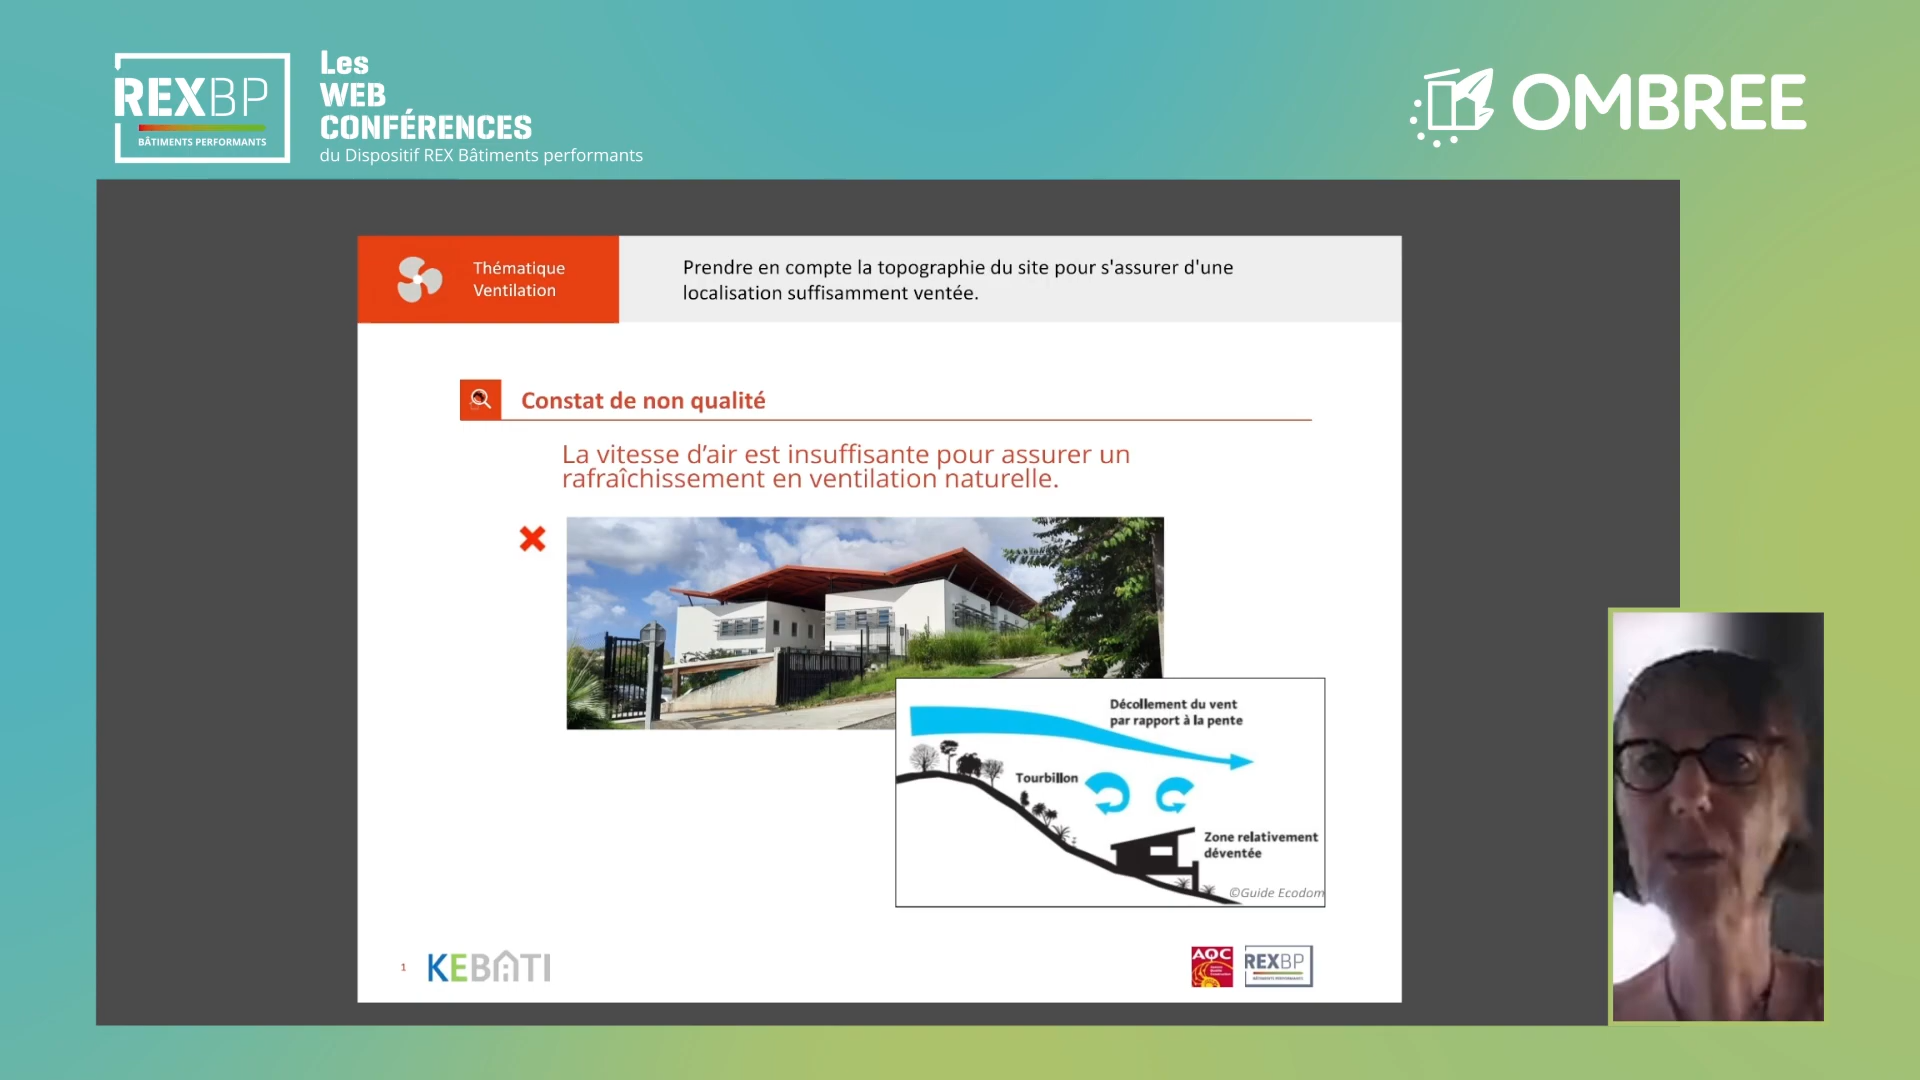 REXBP
BÂTIMENTS PERFORMANTS
Les
WEB
CONFÉRENCES
du Dispositif REX Bâtiments performants
OMBREE
Thématique
Ventilation
Prendre en compte la topographie du site pour s'assurer d'une
localisation suffisamment ventée.
Constat de non qualité
La vitesse d’air est insuffisante pour assurer un
rafraîchissement en ventilation naturelle.
Décollement du vent
par rapport à la pente
Tourbillon
Zone relativement
déventée
©Guide Ecodom
1
KEBATI
AQC
REXBP
BÂTIMENTS PERFORMANTS